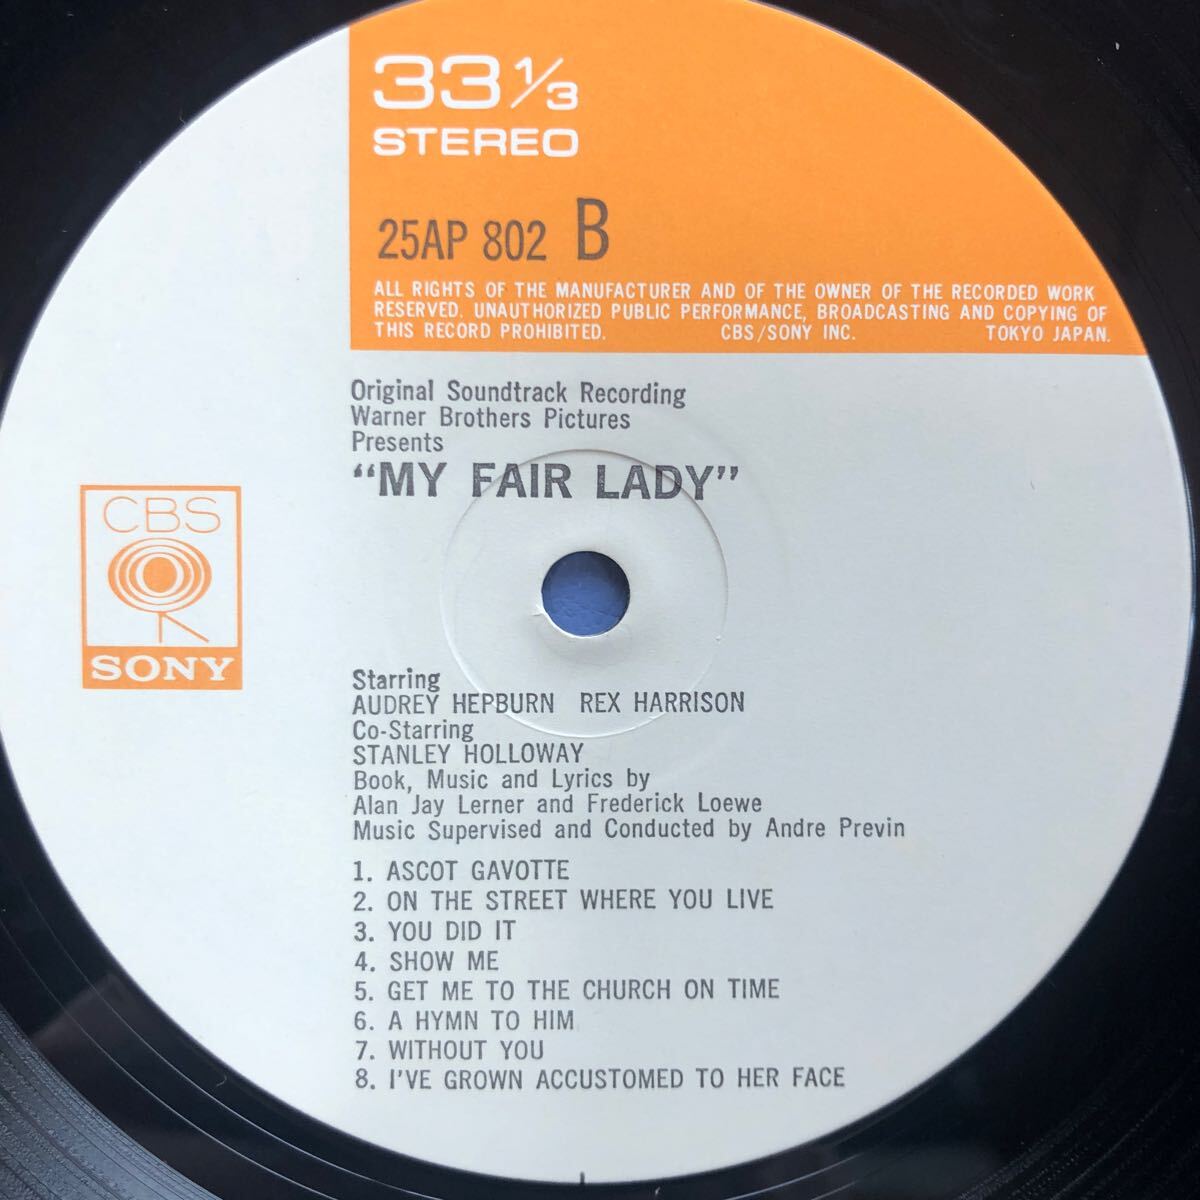 33 1/3
STEREO
25AP 802 B
ALL RIGHTS OF THE MANUFACTURER AND OF THE OWNER OF THE RECORDED WORK
RESERVED. UNAUTHORIZED PUBLIC PERFORMANCE, BROADCASTING AND COPYING OF
THIS RECORD PROHIBITED. CBS/SONY INC. TOKYO JAPAN.
Original Soundtrack Recording
Warner Brothers Pictures
Presents
“MY FAIR LADY”
CBS
SONY
Starring
AUDREY HEPBURN REX HARRISON
Co-Starring
STANLEY HOLLOWAY
Book, Music and Lyrics by
Alan Jay Lerner and Frederick Loewe
Music Supervised and Conducted by Andre Previn
1. ASCOT GAVOTTE
2. ON THE STREET WHERE YOU LIVE
3. YOU DID IT
4. SHOW ME
5. GET ME TO THE CHURCH ON TIME
6. A HYMN TO HIM
7. WITHOUT YOU
8. I'VE GROWN ACCUSTOMED TO HER FACE